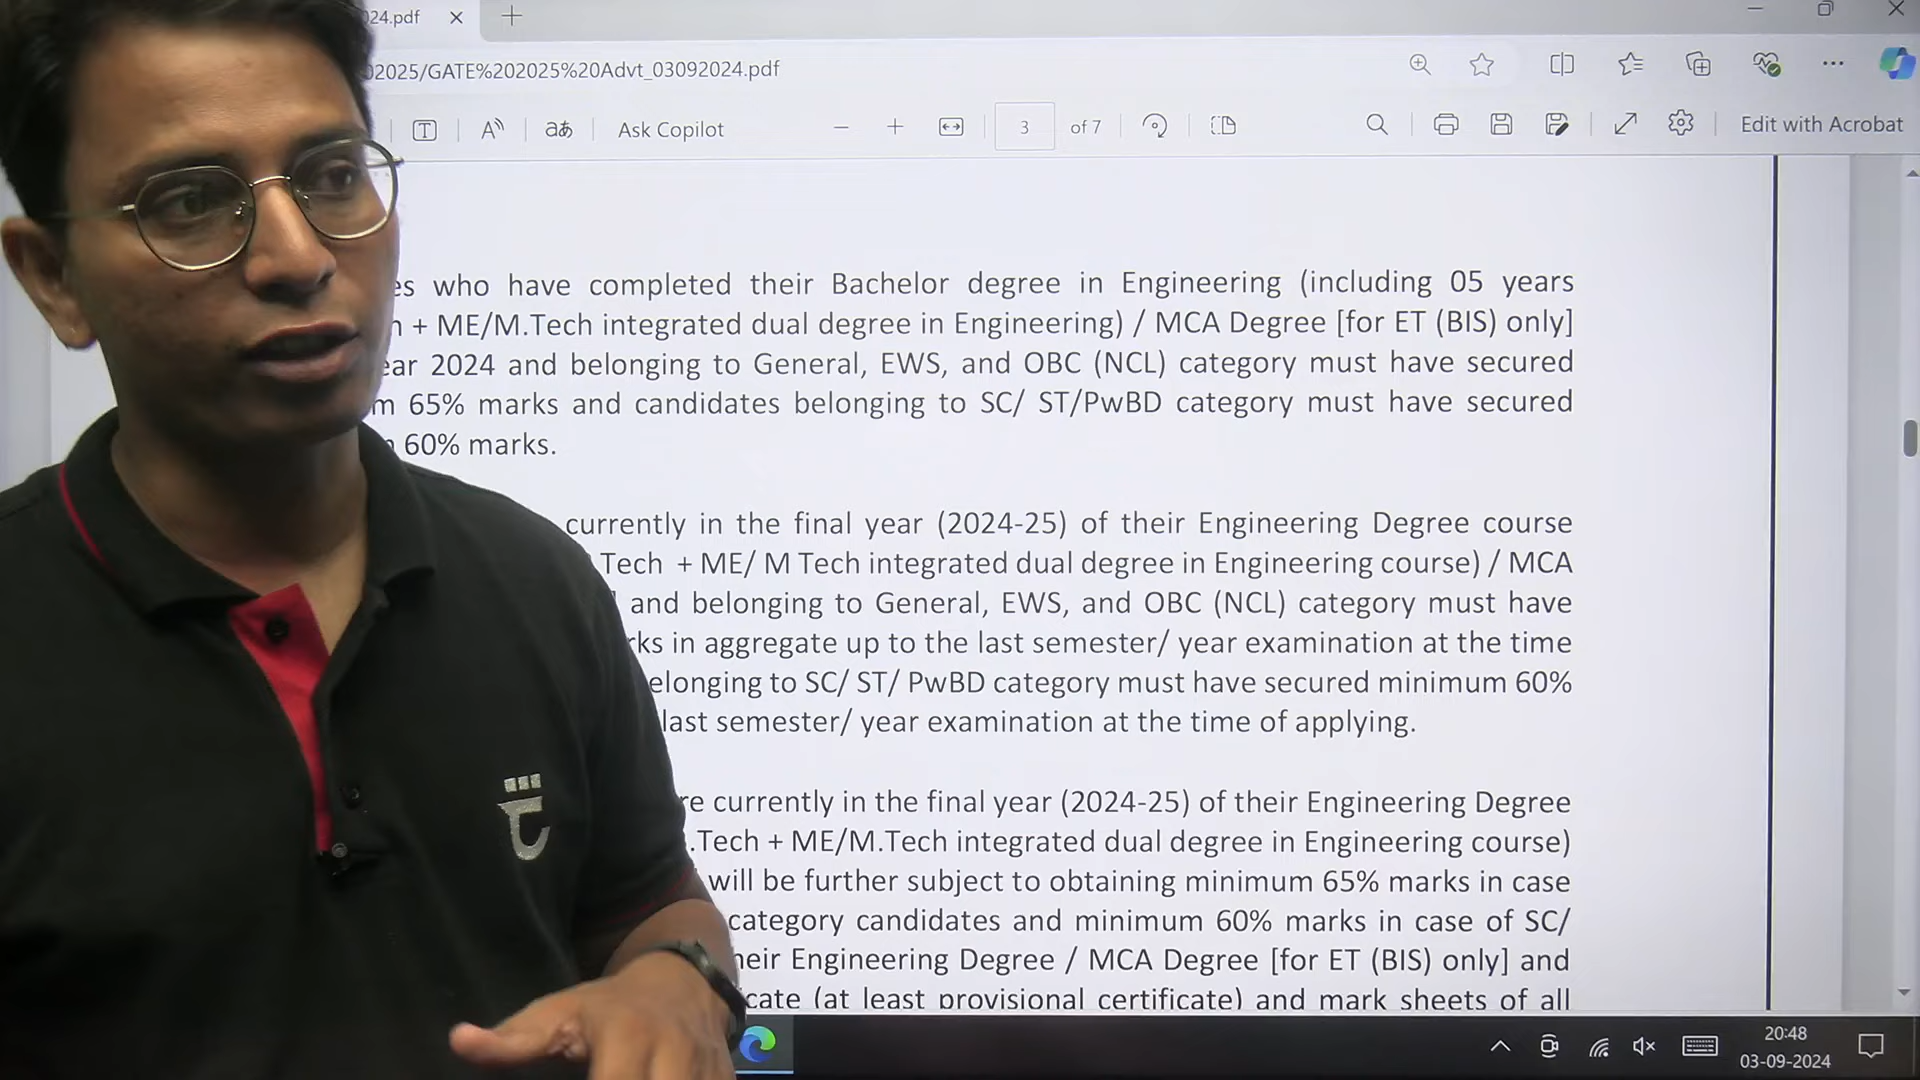 024.pdf
02025/GATE%202025%20Advt_03092024.pdf
T
aあ
Ask Copilot
3
of 7
Edit with Acrobat
who have completed their Bachelor degree in Engineering (including 05 years
+ ME/M.Tech integrated dual degree in Engineering) / MCA Degree [for ET (BIS) only]
2024 and belonging to General, EWS, and OBC (NCL) category must have secured
65% marks and candidates belonging to SC/ ST/PwBD category must have secured
60% marks.
currently in the final year (2024-25) of their Engineering Degree course
Tech + ME/ M Tech integrated dual degree in Engineering course) / MCA
and belonging to General, EWS, and OBC (NCL) category must have
rks in aggregate up to the last semester/ year examination at the time
elonging to SC/ ST/ PwBD category must have secured minimum 60%
last semester/ year examination at the time of applying.
re currently in the final year (2024-25) of their Engineering Degree
.Tech + ME/M.Tech integrated dual degree in Engineering course)
will be further subject to obtaining minimum 65% marks in case
category candidates and minimum 60% marks in case of SC/
heir Engineering Degree / MCA Degree [for ET (BIS) only] and
cate (at least provisional certificate) and mark sheets of all
20:48
03-09-2024